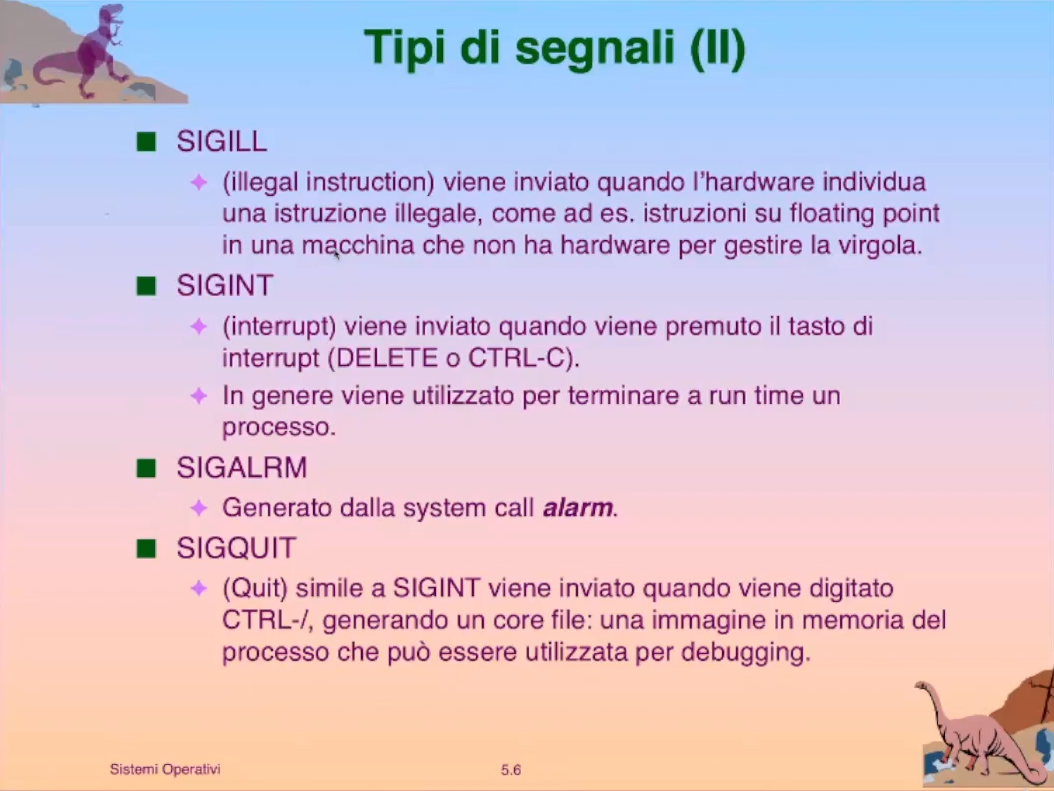 Tipi di segnali (II)
SIGILL
(illegal instruction) viene inviato quando l'hardware individua
una istruzione illegale, come ad es. istruzioni su floating point
in una macchina che non ha hardware per gestire la virgola.
SIGINT
(interrupt) viene inviato quando viene premuto il tasto di
interrupt (DELETE o CTRL-C).
In genere viene utilizzato per terminare a run time un
processo.
SIGALRM
Generato dalla system call alarm.
SIGQUIT
(Quit) simile a SIGINT viene inviato quando viene digitato
CTRL-/, generando un core file: una immagine in memoria del
processo che può essere utilizzata per debugging.
Sistemi Operativi
5.6